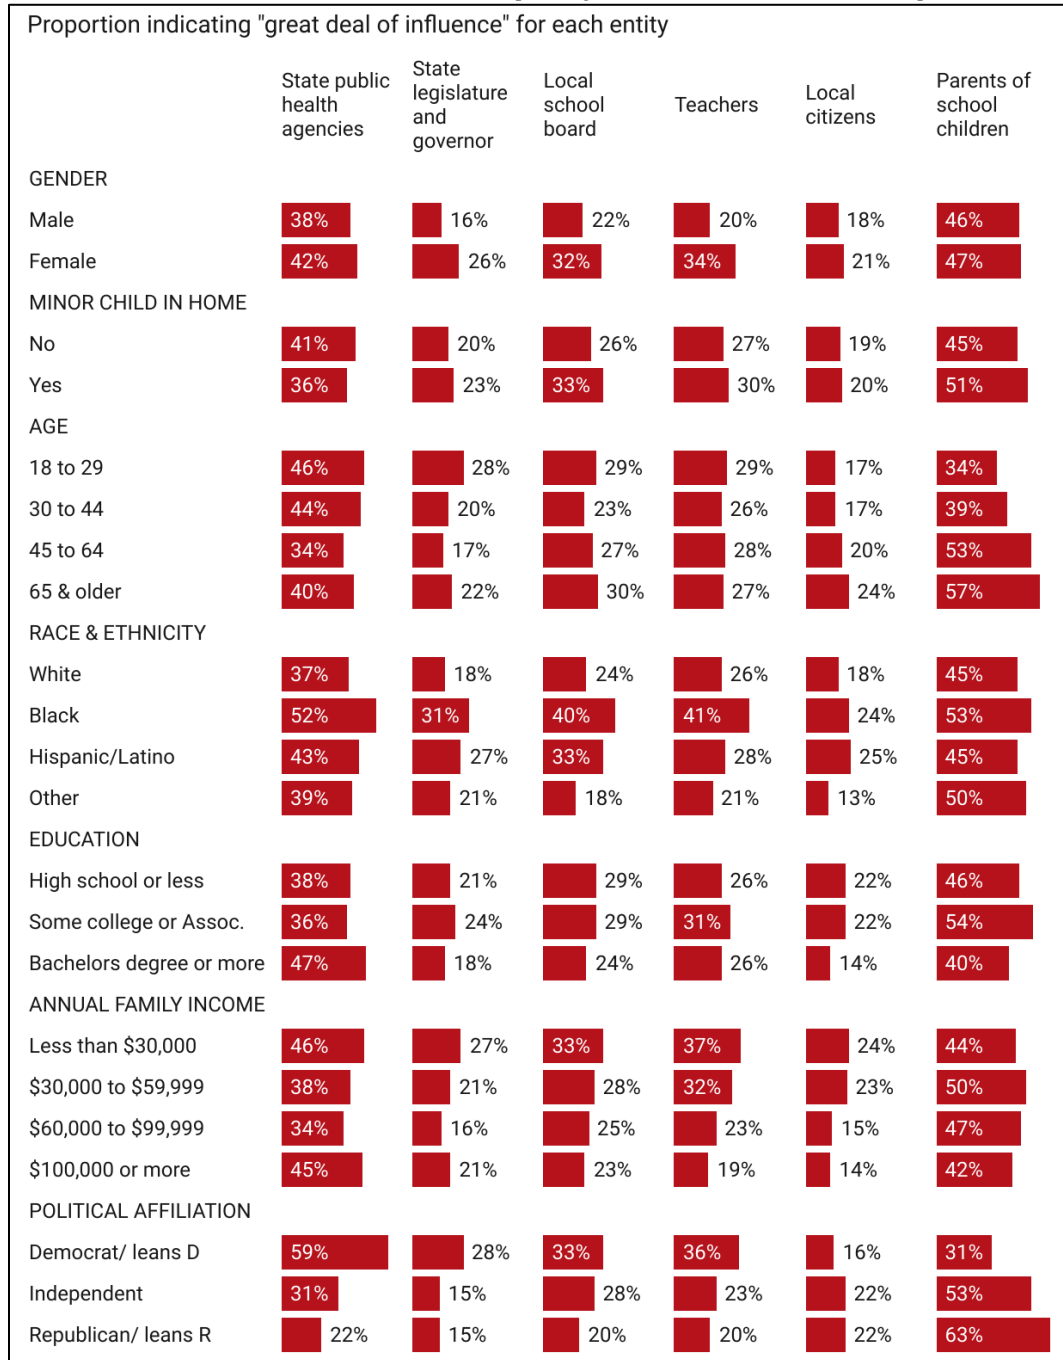 Proportion indicating "great deal of influence" for each entity
State public health agencies
State legislature and governor
Local school board
Teachers
Local citizens
Parents of school children
GENDER
Male 38% 16% 22% 20% 18% 46%
Female 42% 26% 32% 34% 21% 47%
MINOR CHILD IN HOME
No 41% 20% 26% 27% 19% 45%
Yes 36% 23% 33% 30% 20% 51%
AGE
18 to 29 46% 28% 29% 29% 17% 34%
30 to 44 44% 20% 23% 26% 17% 39%
45 to 64 34% 17% 27% 28% 20% 53%
65 & older 40% 22% 30% 27% 24% 57%
RACE & ETHNICITY
White 37% 18% 24% 26% 18% 45%
Black 52% 31% 40% 41% 24% 53%
Hispanic/Latino 43% 27% 33% 28% 25% 45%
Other 39% 21% 18% 21% 13% 50%
EDUCATION
High school or less 38% 21% 29% 26% 22% 46%
Some college or Assoc. 36% 24% 29% 31% 22% 54%
Bachelors degree or more 47% 18% 24% 26% 14% 40%
ANNUAL FAMILY INCOME
Less than $30,000 46% 27% 33% 37% 24% 44%
$30,000 to $59,999 38% 21% 28% 32% 23% 50%
$60,000 to $99,999 34% 16% 25% 23% 15% 47%
$100,000 or more 45% 21% 23% 19% 14% 42%
POLITICAL AFFILIATION
Democrat/ leans D 59% 28% 33% 36% 16% 31%
Independent 31% 15% 28% 23% 22% 53%
Republican/ leans R 22% 15% 20% 20% 22% 63%